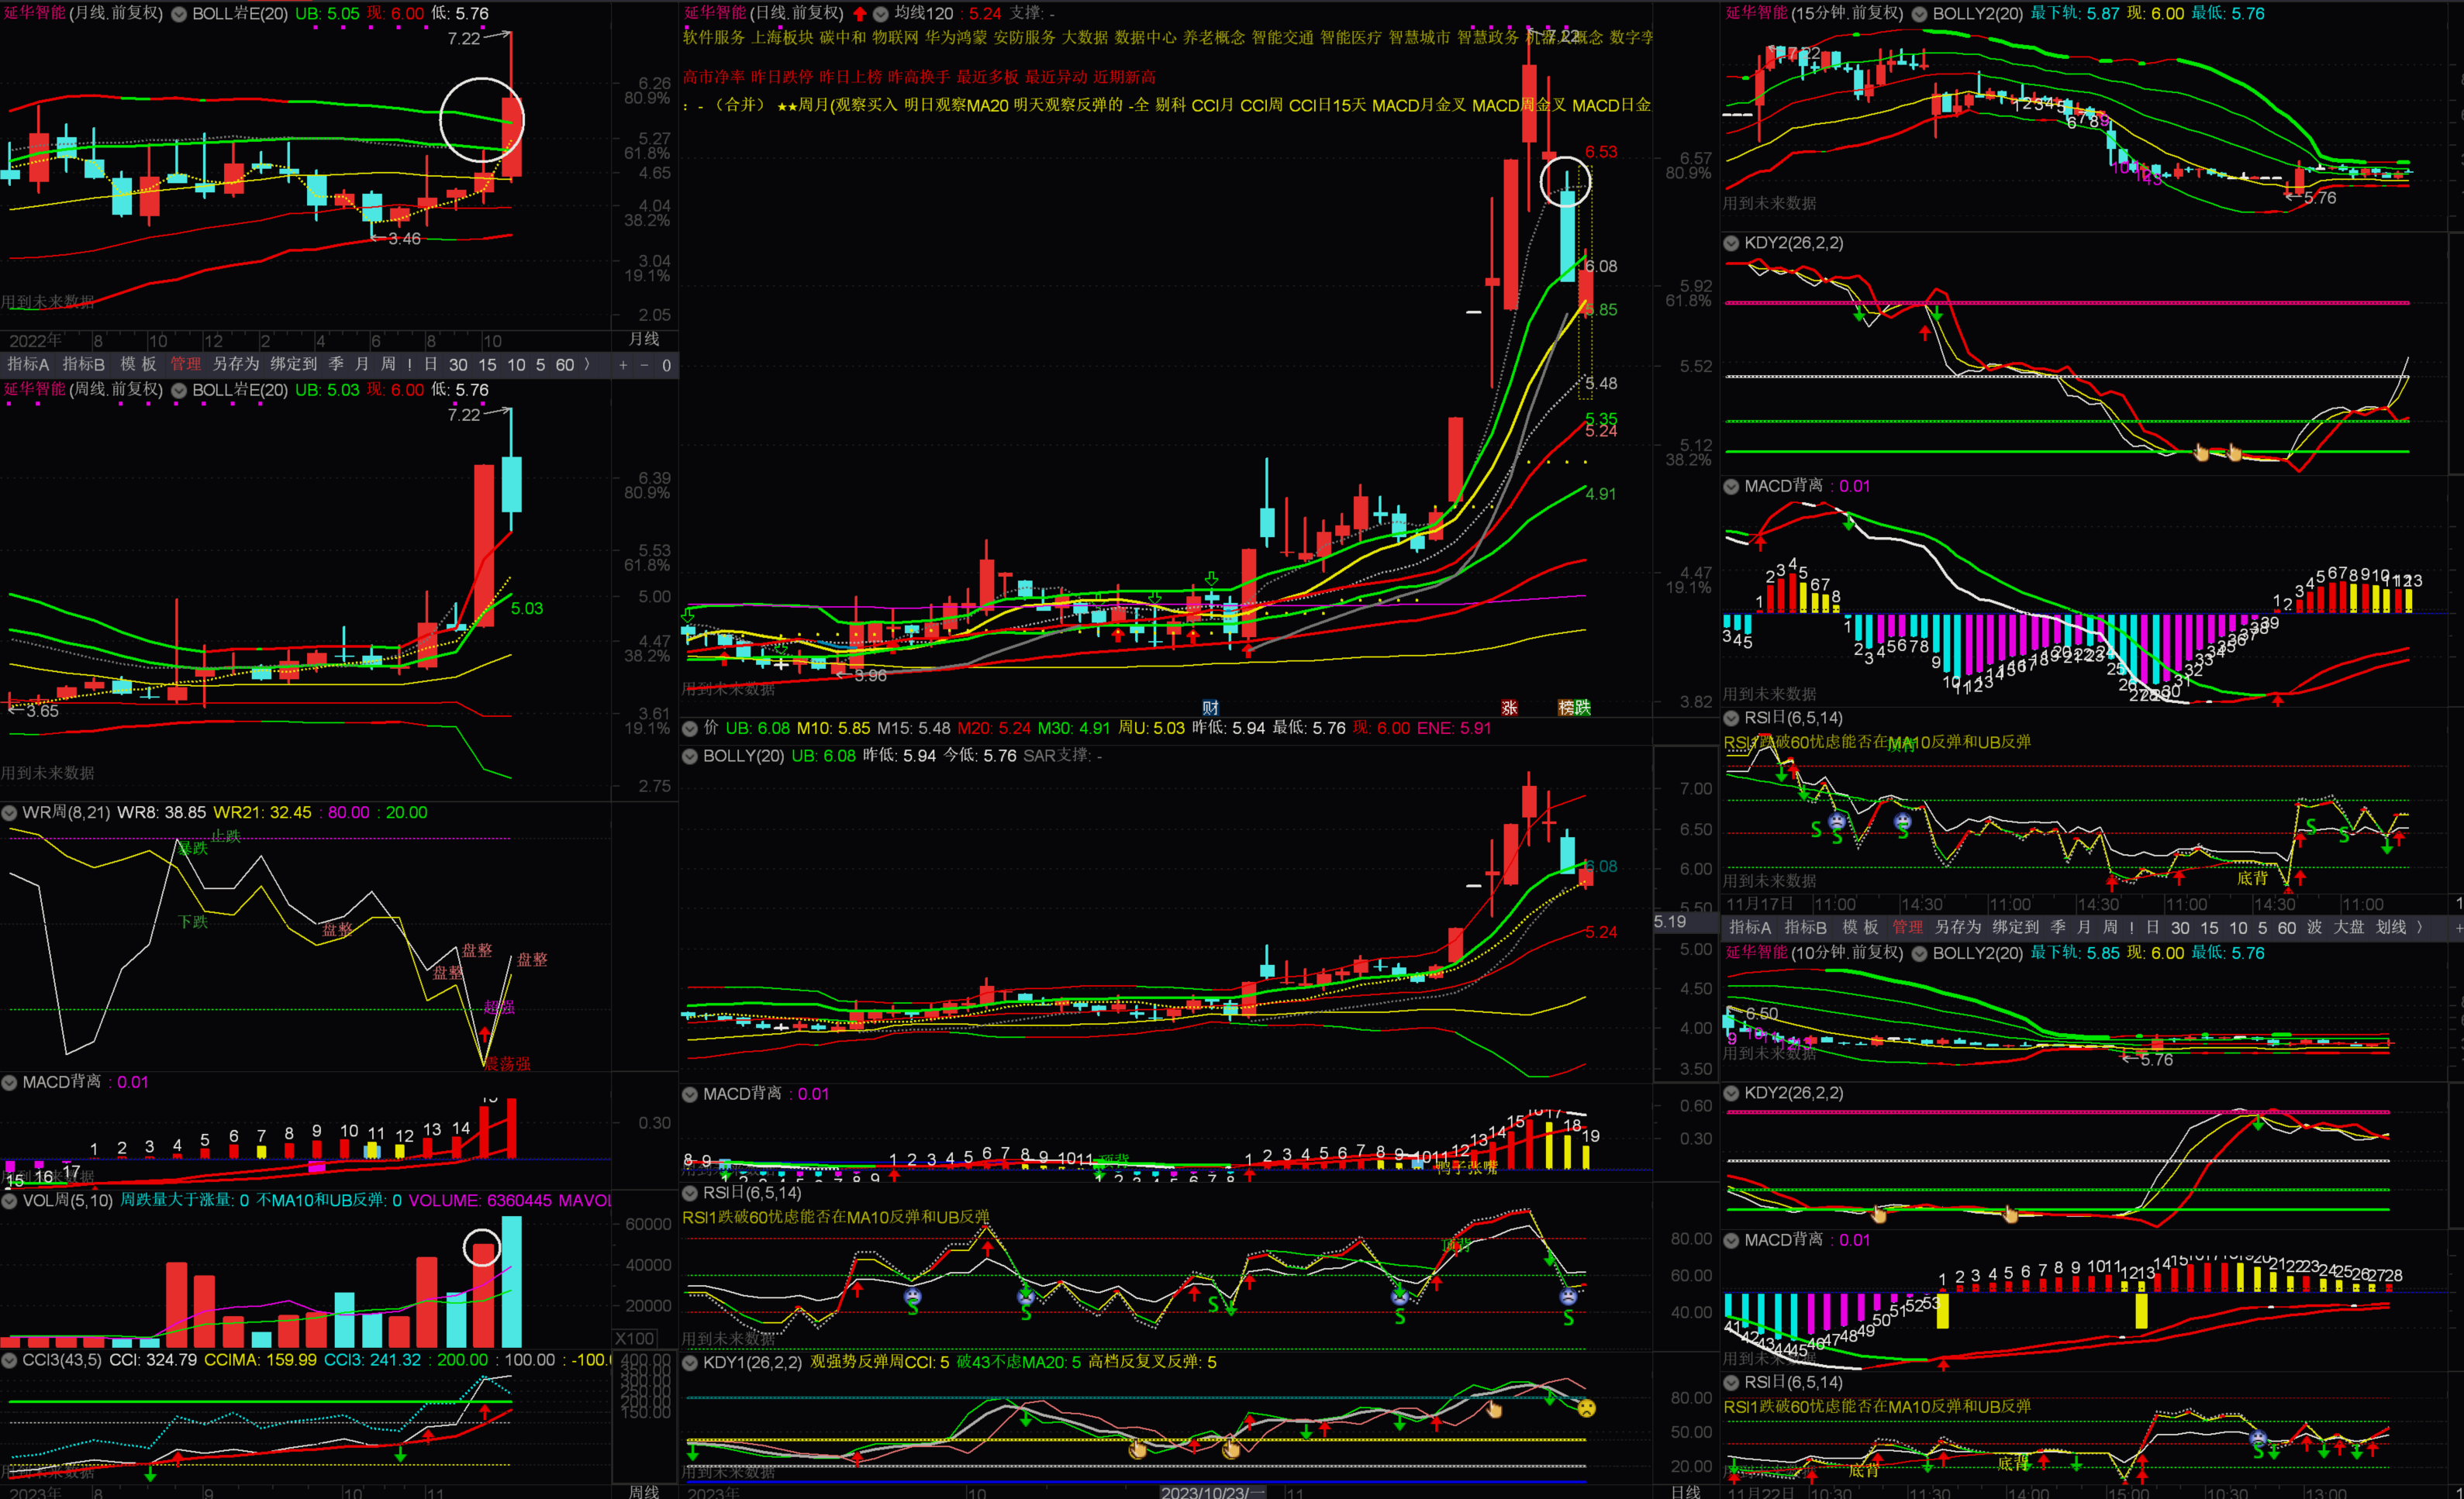 延华智能(月线.前复权) BOLL岩E(20) UB: 5.05 现: 6.00 低: 5.76
7.22
6.26
80.9%
5.27
61.8%
4.65
4.04
38.2%
3.46
3.04
19.1%
用到未来数据
2.05
2022年 8 10 12 2 4 6 8 10 月线
指标A 指标B 模板 管理 另存为 绑定到 季 月 周 ! 日 30 15 10 5 60 〉 + − 0
延华智能(周线.前复权) BOLL岩E(20) UB: 5.03 现: 6.00 低: 5.76
7.22
6.39
80.9%
5.53
61.8%
5.00
5.03
4.47
38.2%
3.65
3.61
19.1%
用到未来数据
2.75
WR周(8,21) WR8: 38.85 WR21: 32.45 : 80.00 : 20.00
止跌
暴跌
下跌
盘整
盘整
盘整
盘整
超强
震荡强
MACD背离 : 0.01
0.30
1 2 3 4 5 6 7 8 9 10 11 12 13 14
15 16 17
用到未来数据
VOL周(5,10) 周跌量大于涨量: 0 不MA10和UB反弹: 0 VOLUME: 6360445 MAVOL
60000
40000
20000
X100
CCI3(43,5) CCI: 324.79 CCIMA: 159.99 CCI3: 241.32 : 200.00 : 100.00 : -100.
400.00
350.00
300.00
250.00
200.00
150.00
用到未来数据
2023年 8 9 10 11 周线
延华智能(日线.前复权) 均线120 : 5.24 支撑: -
软件服务 上海板块 碳中和 物联网 华为鸿蒙 安防服务 大数据 数据中心 养老概念 智能交通 智能医疗 智慧城市 智慧政务 机器人概念 数字孪
7.22
高市净率 昨日跌停 昨日上榜 昨高换手 最近多板 最近异动 近期新高
: - (合并) ★★周月(观察买入 明日观察MA20 明天观察反弹的 -全 剔科 CCI月 CCI周 CCI日15天 MACD月金叉 MACD周金叉 MACD日金
6.53
6.57
80.9%
6.08
5.92
61.8%
5.85
5.52
5.48
5.35
5.24
5.12
38.2%
4.91
4.47
19.1%
3.96
用到未来数据
财 涨 榜 跌
3.82
价 UB: 6.08 M10: 5.85 M15: 5.48 M20: 5.24 M30: 4.91 周U: 5.03 昨低: 5.94 最低: 5.76 现: 6.00 ENE: 5.91
BOLLY(20) UB: 6.08 昨低: 5.94 今低: 5.76 SAR支撑: -
7.00
6.50
6.08
6.00
5.50
5.19
5.24
5.00
4.50
4.00
3.50
MACD背离 : 0.01
0.60
0.30
8 9 1 2 3 4 5 6 7 8 9 1011 1 2 3 4 5 6 7 8 9 1011 12 13 14 15 16 17 18 19
顶背
鸭子张嘴
用到未来数据
RSI日(6,5,14)
RSI1跌破60忧虑能否在MA10反弹和UB反弹
顶背
80.00
60.00
40.00
S S S S S
用到未来数据
KDY1(26,2,2) 观强势反弹周CCI: 5 破43不虑MA20: 5 高档反复叉反弹: 5
用到未来数据
2023年 10 2023/10/23/一 11 日线
延华智能(15分钟.前复权) BOLLY2(20) 最下轨: 5.87 现: 6.00 最低: 5.76
7.22
12345
6789
5.76
用到未来数据
KDY2(26,2,2)
MACD背离 : 0.01
用到未来数据
RSI日(6,5,14)
RSI1跌破60忧虑能否在MA10反弹和UB反弹
顶背
S S S S S
底背
用到未来数据
11月17日 11:00 14:30 11:00 14:30 11:00 14:30 11:00
指标A 指标B 模板 管理 另存为 绑定到 季 月 周 ! 日 30 15 10 5 60 波 大盘 划线 〉
延华智能(10分钟.前复权) BOLLY2(20) 最下轨: 5.85 现: 6.00 最低: 5.76
6.50
5.76
用到未来数据
KDY2(26,2,2)
MACD背离 : 0.01
用到未来数据
RSI日(6,5,14)
RSI1跌破60忧虑能否在MA10反弹和UB反弹
80.00
50.00
20.00
S
底背
底背
11月22日 10:30 11:30 14:00 15:00 10:30 13:00